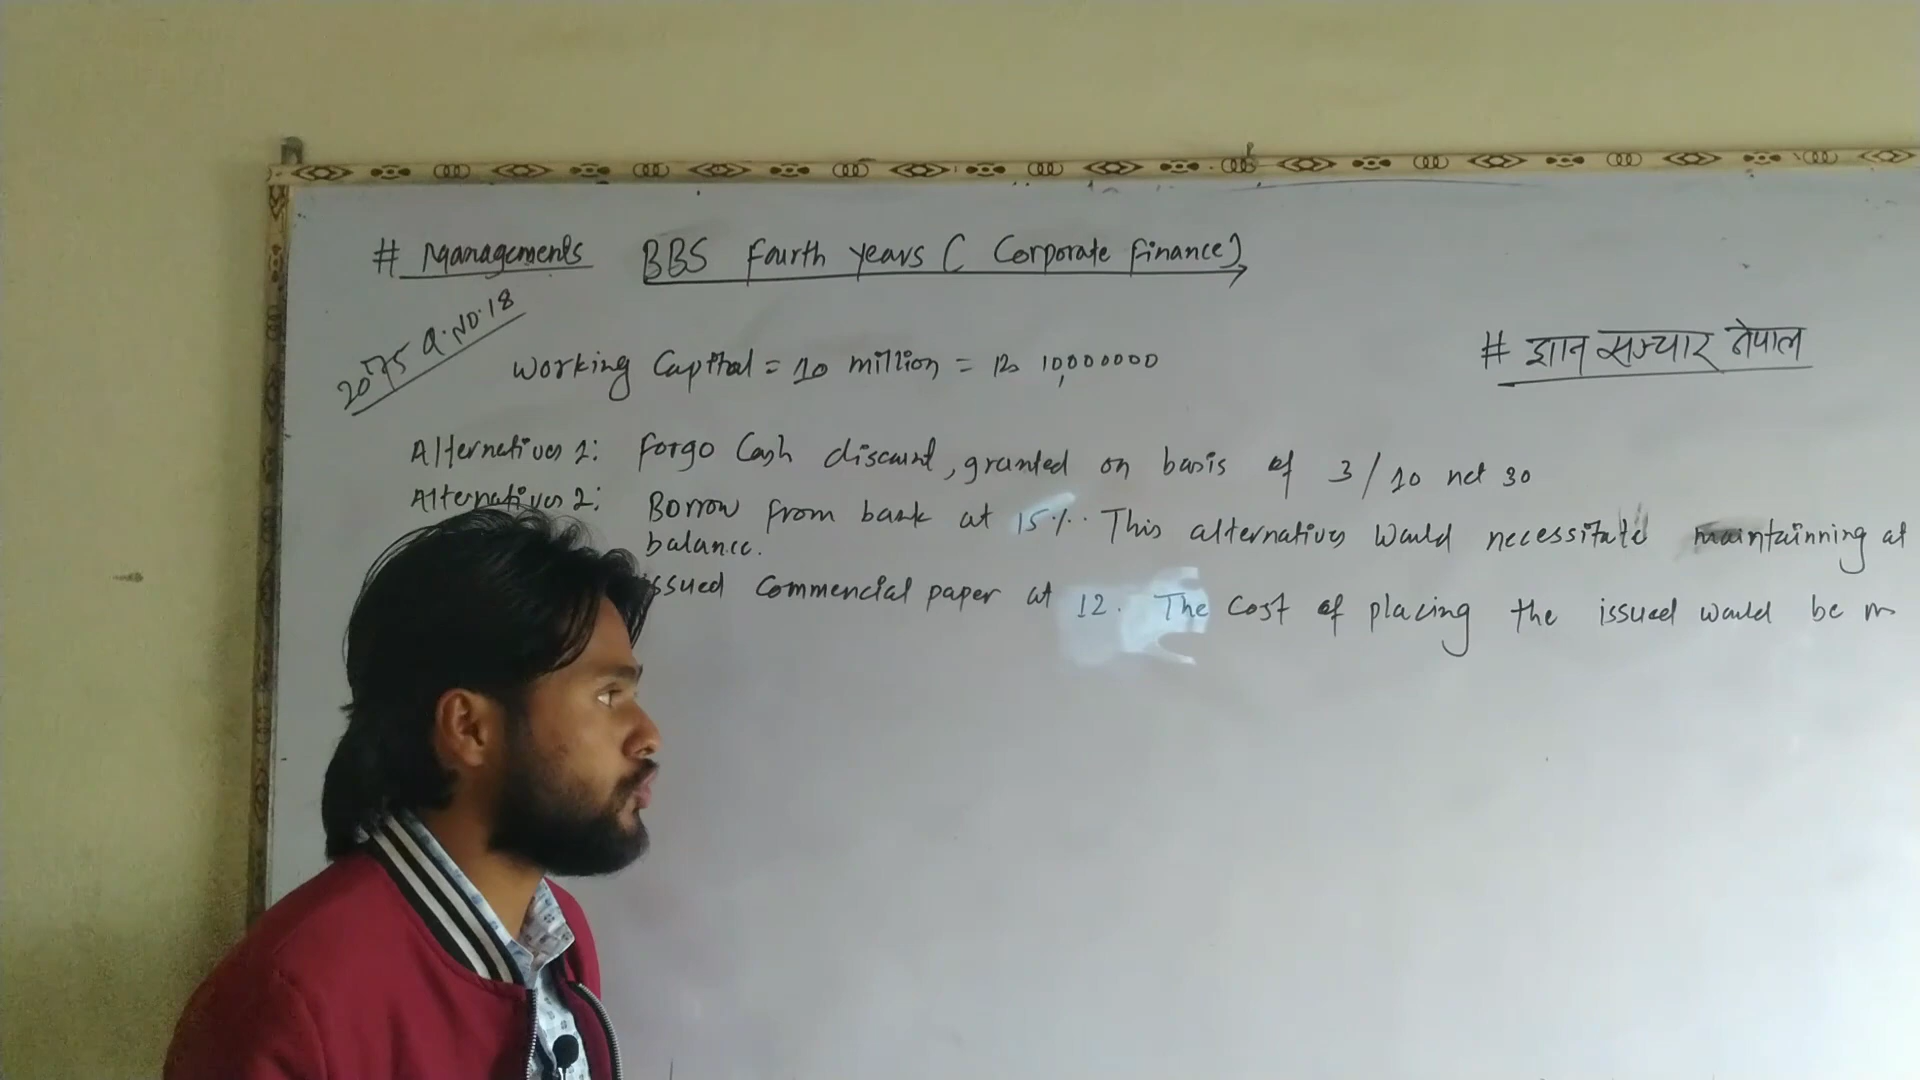 # Managements BBS Fourth years ( Corporate finance)
2075 Q.NO.18
# ज्ञान सञ्चार नेपाल
Working Capital = 10 million = Rs 10,000000
Alternatives 1: Forgo Cash discount, granted on basis of 3/10 net 30
Alternatives 2: Borrow from bank at 15%. This alternatives would necessitate maintainning at
balance.
issued Commencial paper at 12. The Cost of placing the issued would be